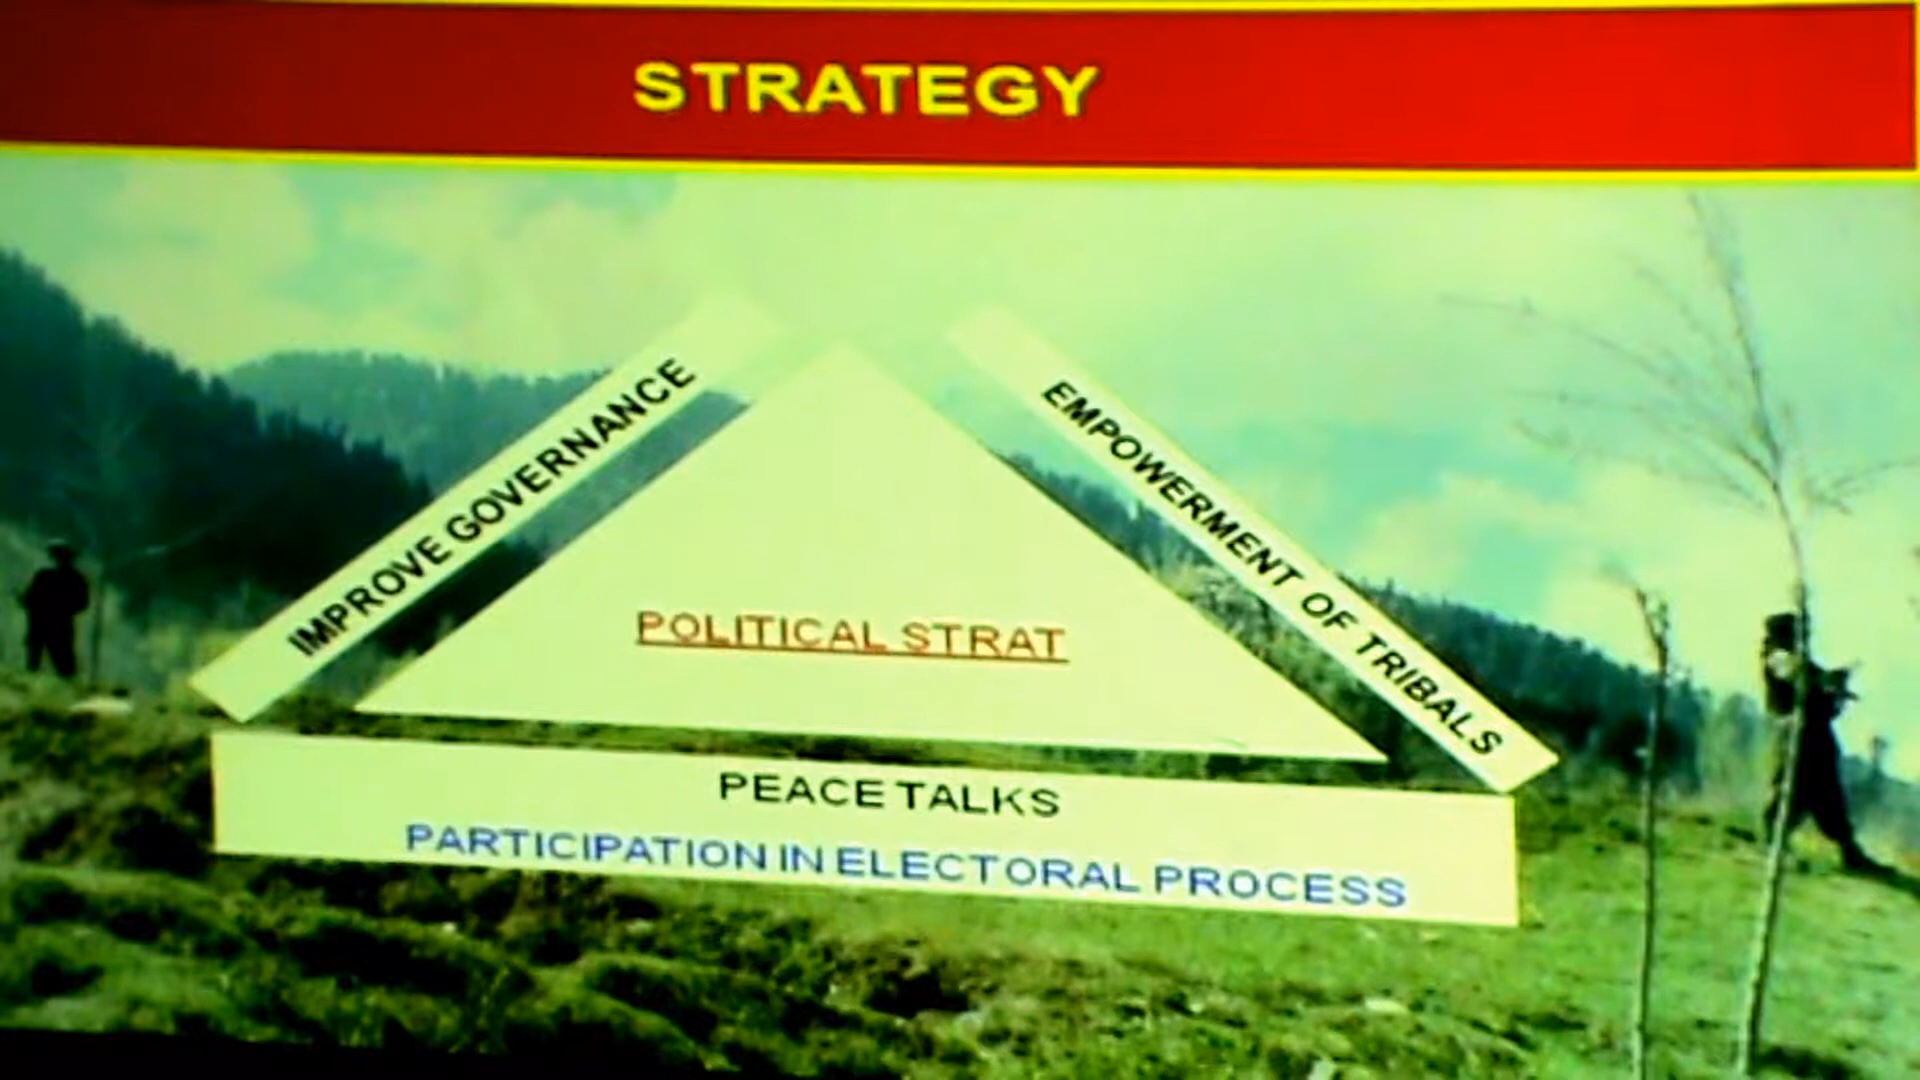 STRATEGY
IMPROVE GOVERNANCE
EMPOWERMENT OF TRIBALS
POLITICAL STRAT
PEACE TALKS
PARTICIPATION IN ELECTORAL PROCESS